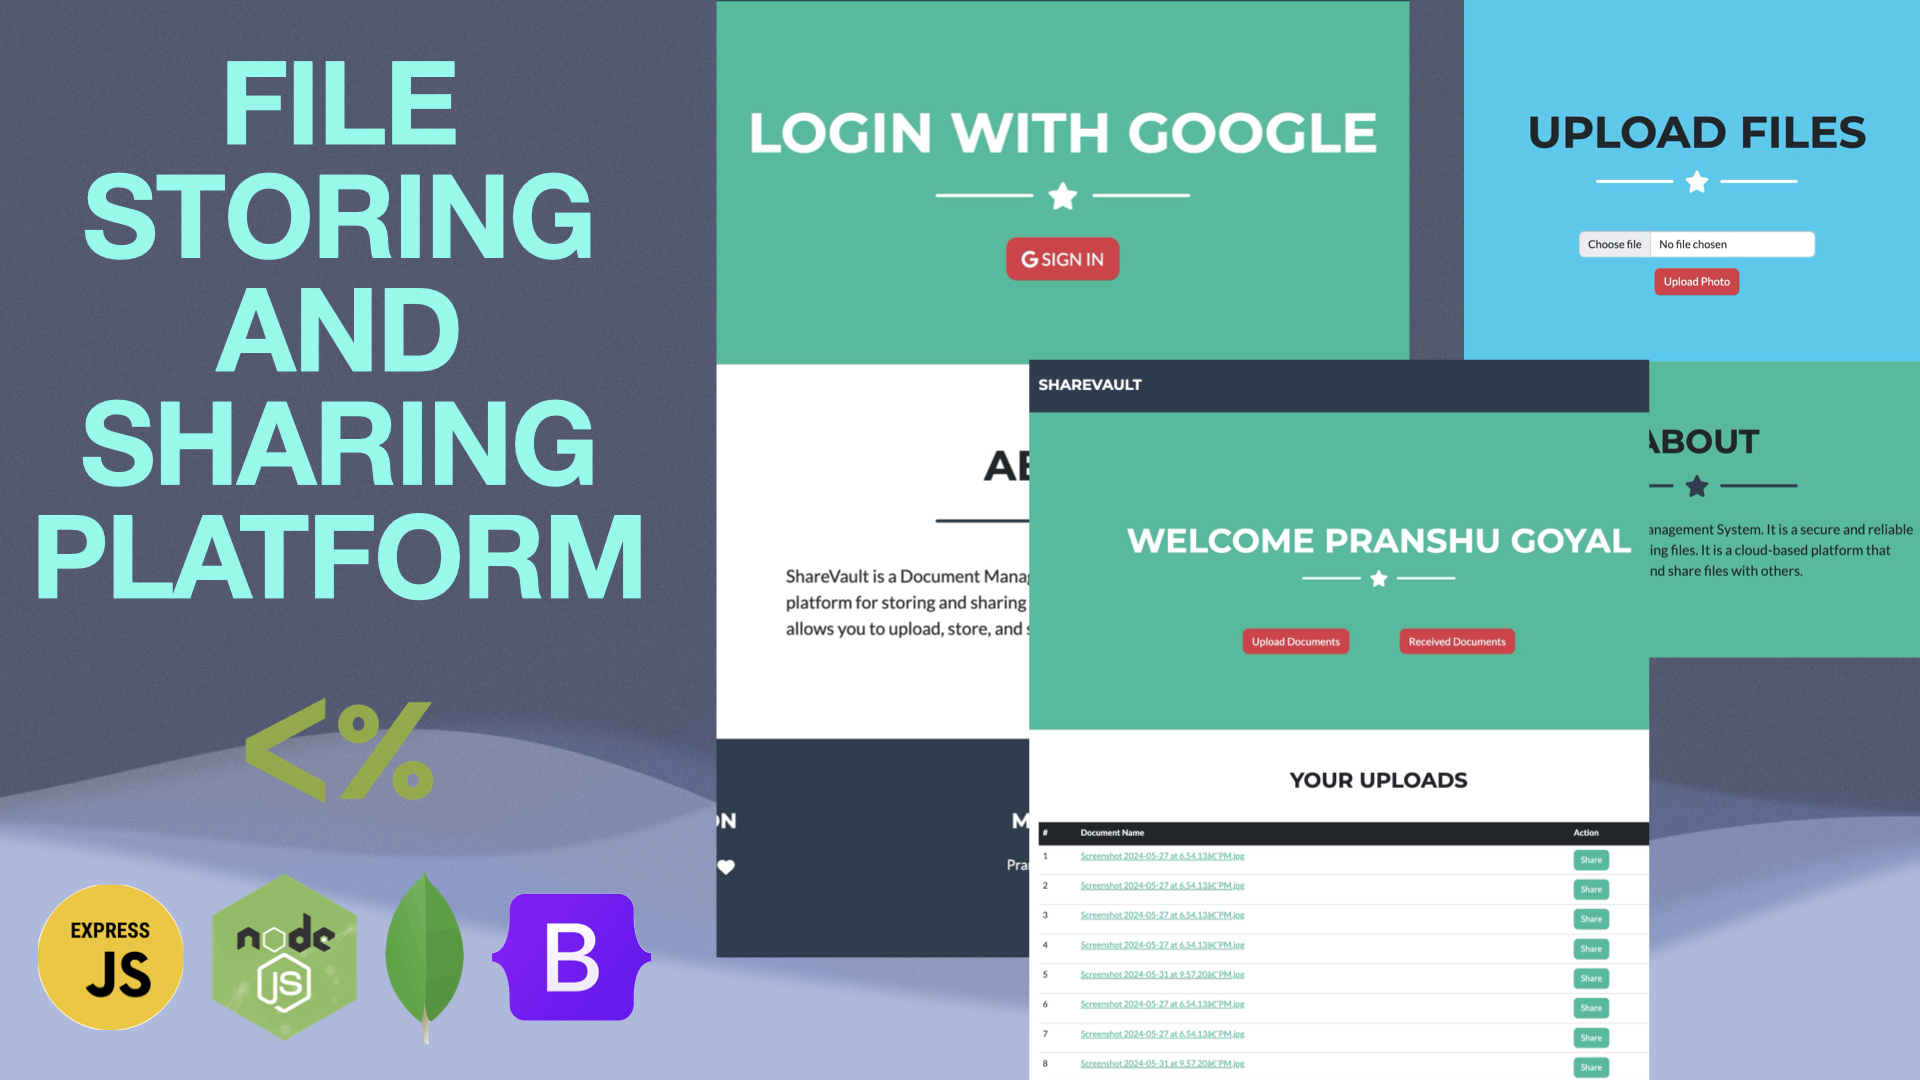 FILE
STORING
AND
SHARING
PLATFORM
<%
EXPRESS
JS
node
JS
B
LOGIN WITH GOOGLE
G SIGN IN
ShareVault is a Document
platform for storing and sharing
allows you to upload, store, and
UPLOAD FILES
Choose file No file chosen
Upload Photo
ABOUT
System. It is a secure and reliable
files. It is a cloud-based platform that
share files with others.
SHAREVAULT
WELCOME PRANSHU GOYAL
Upload Documents Received Documents
YOUR UPLOADS
# Document Name Action
1 Screenshot 2024-05-27 at 6.54.13â€¯PM.jpg Share
2 Screenshot 2024-05-27 at 6.54.13â€¯PM.jpg Share
3 Screenshot 2024-05-27 at 6.54.13â€¯PM.jpg Share
4 Screenshot 2024-05-27 at 6.54.13â€¯PM.jpg Share
5 Screenshot 2024-05-31 at 9.57.20â€¯PM.jpg Share
6 Screenshot 2024-05-27 at 6.54.13â€¯PM.jpg Share
7 Screenshot 2024-05-27 at 6.54.13â€¯PM.jpg Share
8 Screenshot 2024-05-31 at 9.57.20â€¯PM.jpg Share